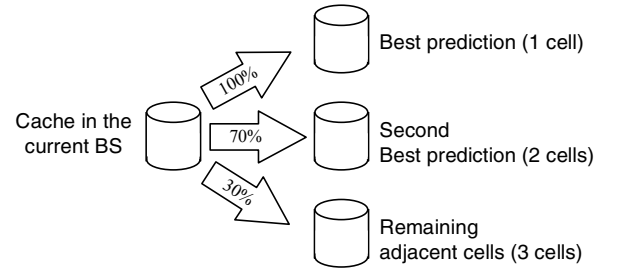 Cache in the
current BS
100%
70%
30%
Best prediction (1 cell)
Second
Best prediction (2 cells)
Remaining
adjacent cells (3 cells)